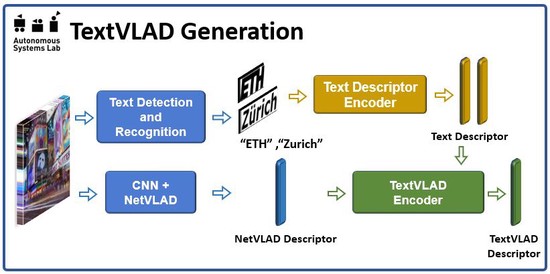 Autonomous
Systems Lab
TextVLAD Generation
Text Detection
and
Recognition
ETH
Zürich
"ETH" ,"Zurich"
Text Descriptor
Encoder
Text Descriptor
CNN +
NetVLAD
NetVLAD Descriptor
TextVLAD
Encoder
TextVLAD
Descriptor